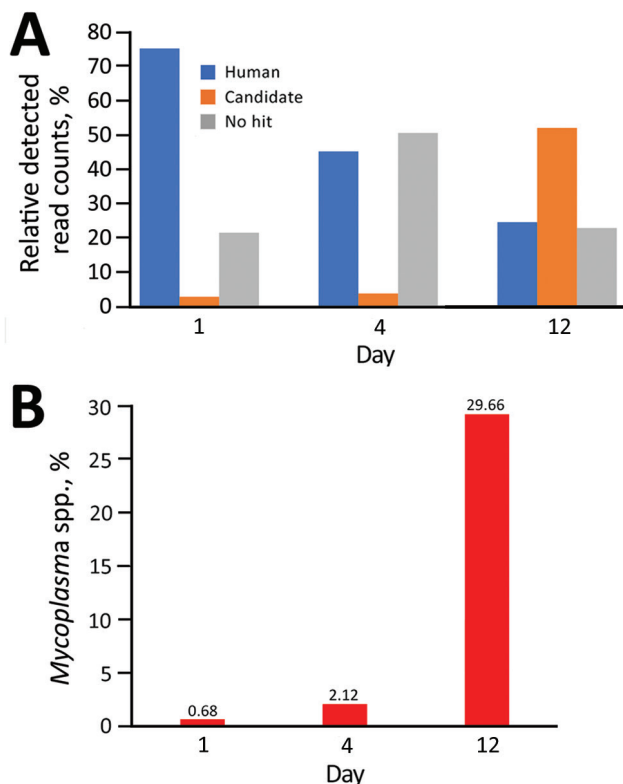 A
Relative detected
read counts, %
80
70
60
50
40
30
20
10
0
Human
Candidate
No hit
1 4 12
Day
B
Mycoplasma spp., %
30
25
20
15
10
5
0
0.68
2.12
29.66
1 4 12
Day